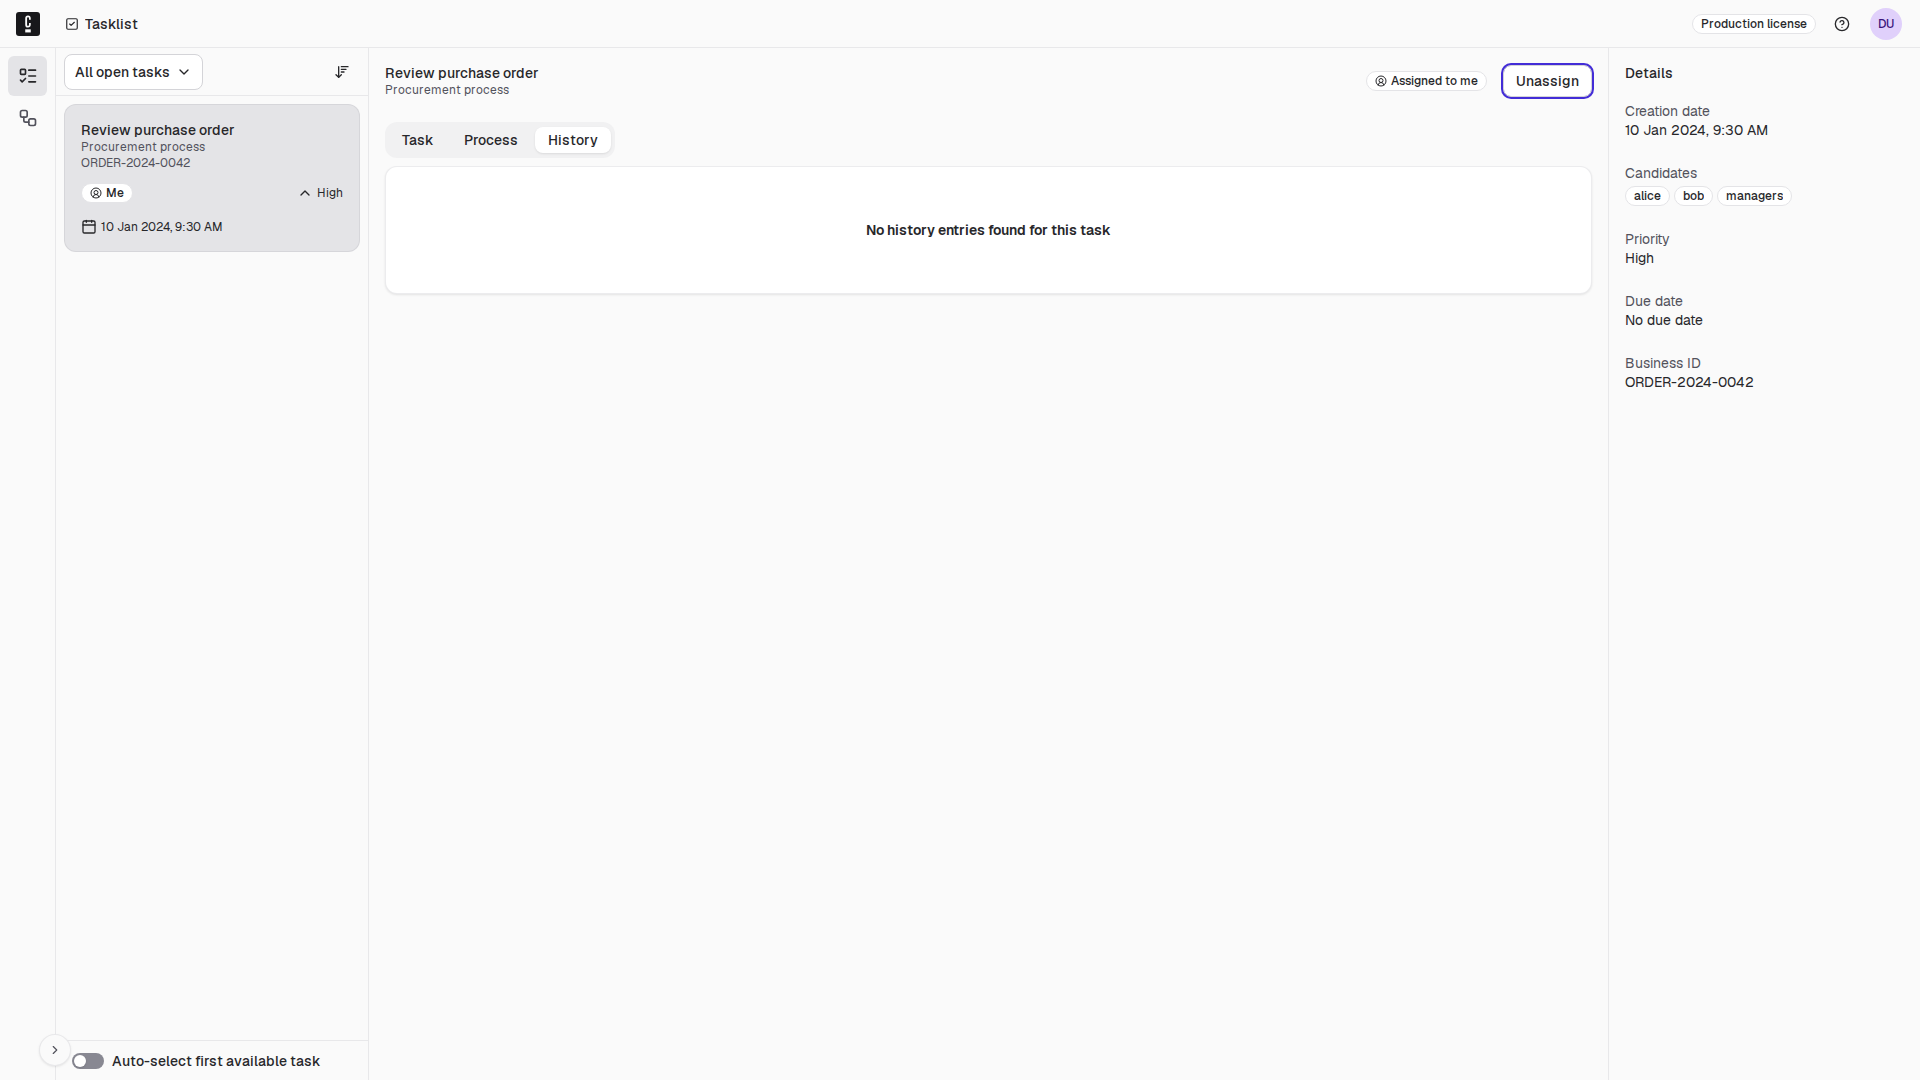 Tasklist
Production license
DU
All open tasks
Review purchase order
Procurement process
ORDER-2024-0042
Me
High
10 Jan 2024, 9:30 AM
Auto-select first available task
Review purchase order
Procurement process
Assigned to me
Unassign
Task
Process
History
No history entries found for this task
Details
Creation date
10 Jan 2024, 9:30 AM
Candidates
alice
bob
managers
Priority
High
Due date
No due date
Business ID
ORDER-2024-0042